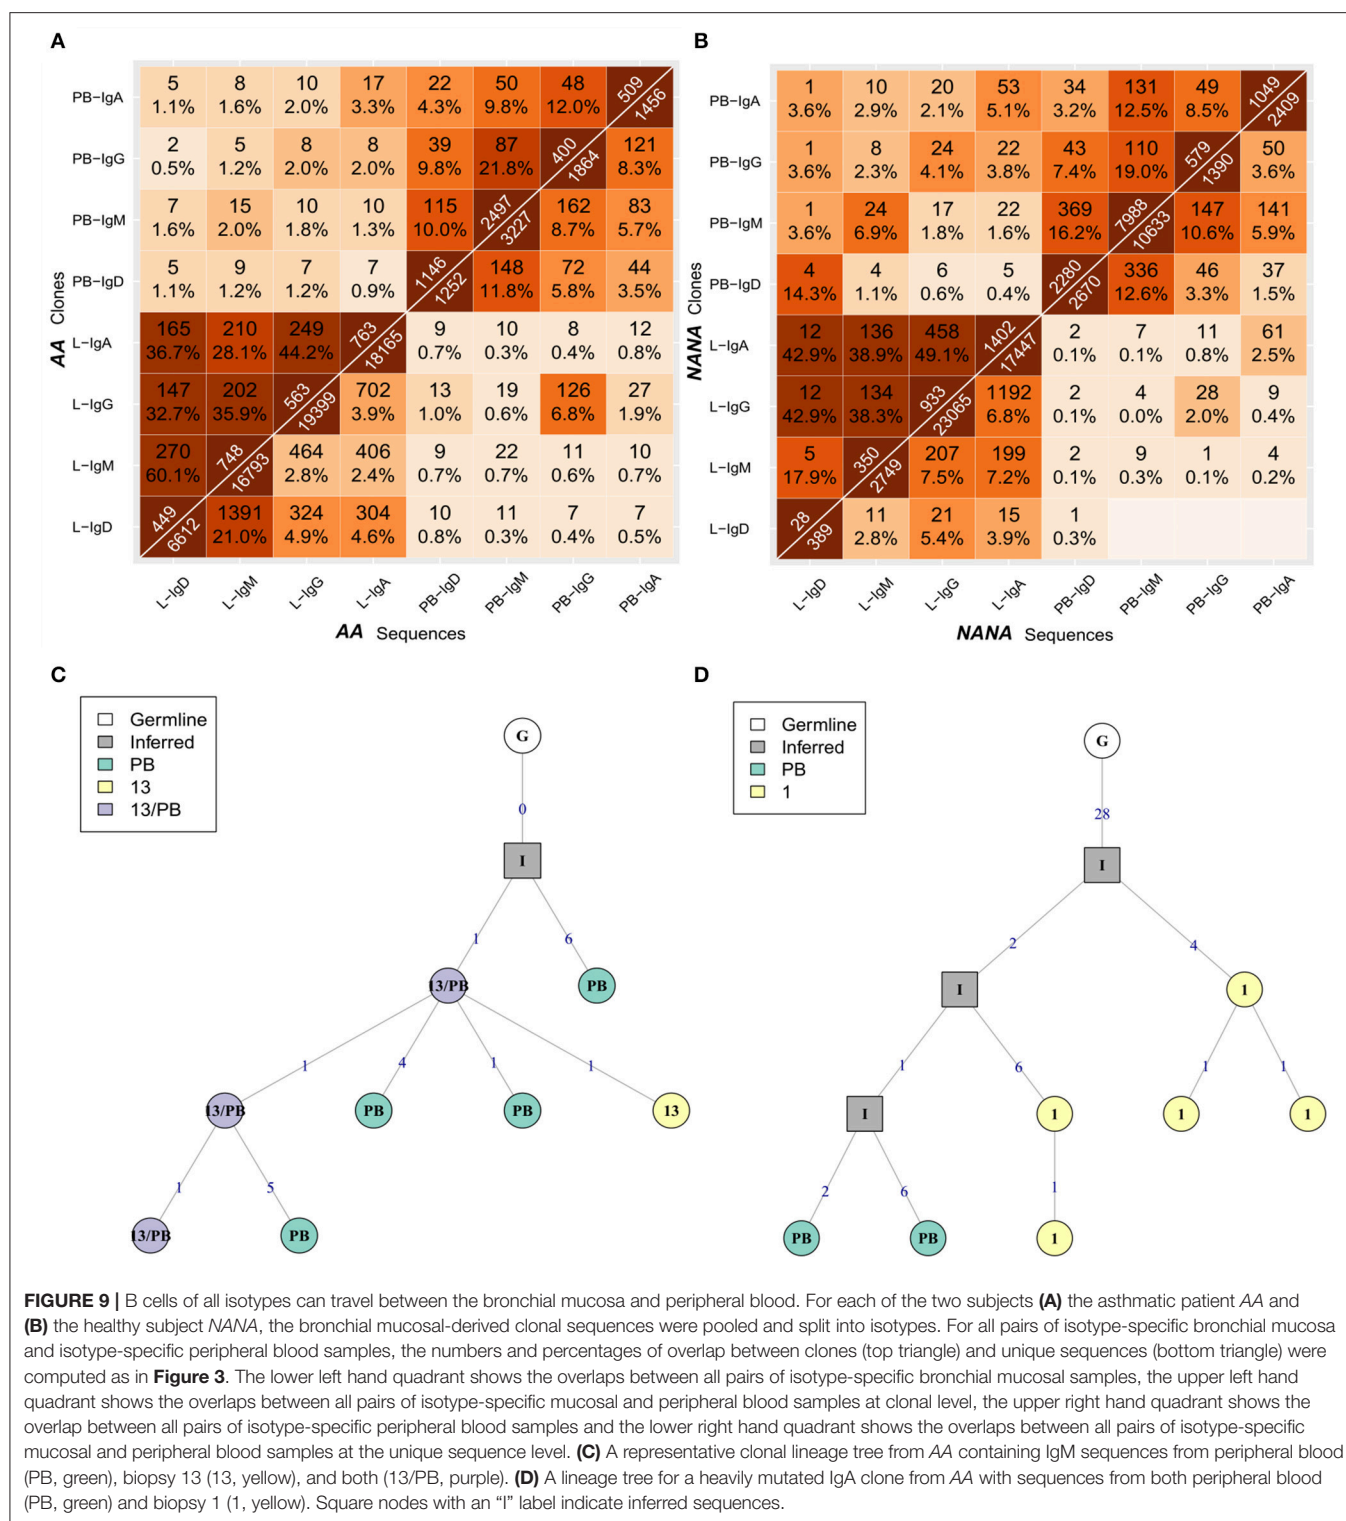 A
PB-IgA
5 8 10 17 22 50 48 509
1.1% 1.6% 2.0% 3.3% 4.3% 9.8% 12.0% 1456
PB-IgG
2 5 8 8 39 87 400 121
0.5% 1.2% 2.0% 2.0% 9.8% 21.8% 1864 8.3%
PB-IgM
7 15 10 10 115 2497 162 83
1.6% 2.0% 1.8% 1.3% 10.0% 3227 8.7% 5.7%
PB-IgD
5 9 7 7 1146 148 72 44
1.1% 1.2% 1.2% 0.9% 1252 11.8% 5.8% 3.5%
AA Clones
L-IgA
165 210 249 763 9 10 8 12
36.7% 28.1% 44.2% 18165 0.7% 0.3% 0.4% 0.8%
L-IgG
147 202 563 702 13 19 126 27
32.7% 35.9% 19399 3.9% 1.0% 0.6% 6.8% 1.9%
L-IgM
270 748 464 406 9 22 11 10
60.1% 16793 2.8% 2.4% 0.7% 0.7% 0.6% 0.7%
L-IgD
449 1391 324 304 10 11 7 7
6612 21.0% 4.9% 4.6% 0.8% 0.3% 0.4% 0.5%
L-IgD L-IgM L-IgG L-IgA PB-IgD PB-IgM PB-IgG PB-IgA
AA Sequences
B
PB-IgA
1 10 20 53 34 131 49 1049
3.6% 2.9% 2.1% 5.1% 3.2% 12.5% 8.5% 2409
PB-IgG
1 8 24 22 43 110 579 50
3.6% 2.3% 4.1% 3.8% 7.4% 19.0% 1390 3.6%
PB-IgM
1 24 17 22 369 7988 147 141
3.6% 6.9% 1.8% 1.6% 16.2% 10633 10.6% 5.9%
PB-IgD
4 4 6 5 2280 336 46 37
14.3% 1.1% 0.6% 0.4% 2670 12.6% 3.3% 1.5%
NANA Clones
L-IgA
12 136 458 1402 2 7 11 61
42.9% 38.9% 49.1% 17447 0.1% 0.1% 0.8% 2.5%
L-IgG
12 134 933 1192 2 4 28 9
42.9% 38.3% 23065 6.8% 0.1% 0.0% 2.0% 0.4%
L-IgM
5 350 207 199 2 9 1 4
17.9% 2749 7.5% 7.2% 0.1% 0.3% 0.1% 0.2%
L-IgD
28 11 21 15 1
389 2.8% 5.4% 3.9% 0.3%
L-IgD L-IgM L-IgG L-IgA PB-IgD PB-IgM PB-IgG PB-IgA
NANA Sequences
C
Germline
Inferred
PB
13
13/PB
G
0
I
1 6
13/PB PB
1 4 1 1
13/PB PB PB 13
1 5
13/PB PB
D
Germline
Inferred
PB
1
G
28
I
2 4
I 1
1 6 1 1
I 1 1 1
2 6 1
PB PB 1
FIGURE 9 | B cells of all isotypes can travel between the bronchial mucosa and peripheral blood. For each of the two subjects (A) the asthmatic patient AA and
(B) the healthy subject NANA, the bronchial mucosal-derived clonal sequences were pooled and split into isotypes. For all pairs of isotype-specific bronchial mucosa
and isotype-specific peripheral blood samples, the numbers and percentages of overlap between clones (top triangle) and unique sequences (bottom triangle) were
computed as in Figure 3. The lower left hand quadrant shows the overlaps between all pairs of isotype-specific bronchial mucosal samples, the upper left hand
quadrant shows the overlaps between all pairs of isotype-specific mucosal and peripheral blood samples at clonal level, the upper right hand quadrant shows the
overlap between all pairs of isotype-specific peripheral blood samples and the lower right hand quadrant shows the overlaps between all pairs of isotype-specific
mucosal and peripheral blood samples at the unique sequence level. (C) A representative clonal lineage tree from AA containing IgM sequences from peripheral blood
(PB, green), biopsy 13 (13, yellow), and both (13/PB, purple). (D) A lineage tree for a heavily mutated IgA clone from AA with sequences from both peripheral blood
(PB, green) and biopsy 1 (1, yellow). Square nodes with an “I” label indicate inferred sequences.